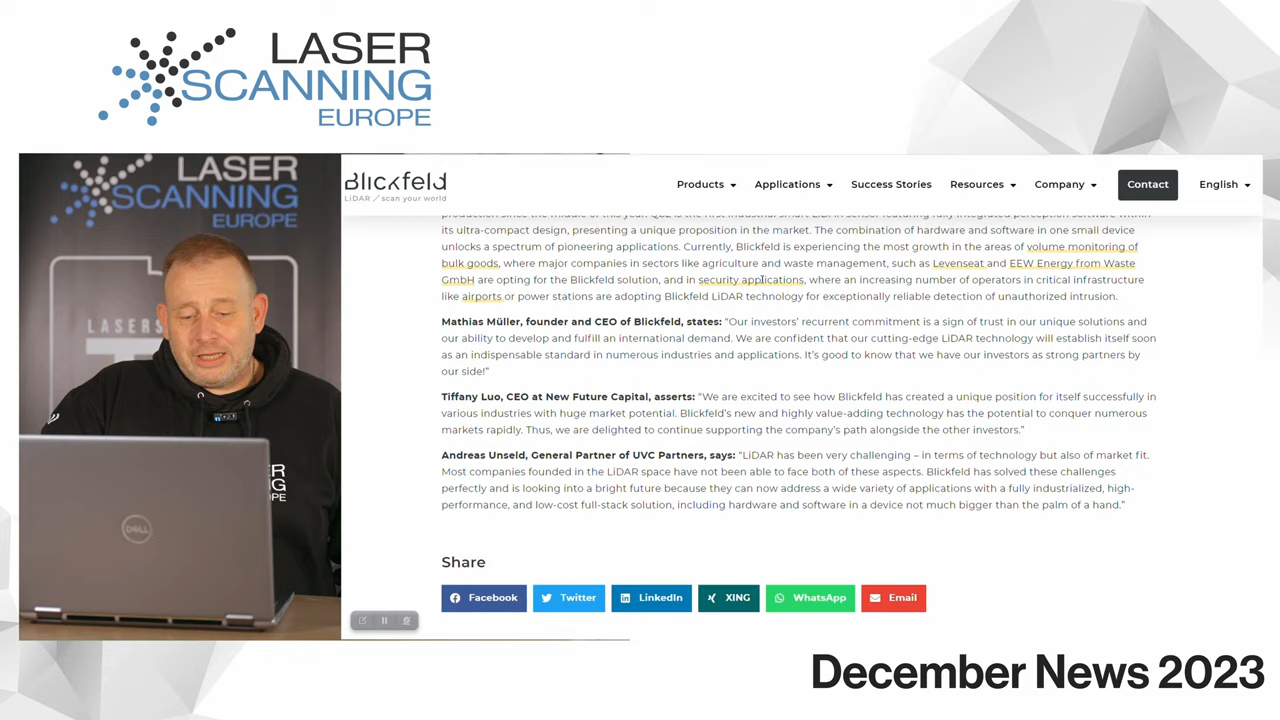 LASER
SCANNING
EUROPE
LASER
SCANNING
EUROPE
LASERS
Blickfeld
LiDAR / scan your world
Products
Applications
Success Stories
Resources
Company
Contact
English
production since the middle of this year. Qb2 is the first industrial smart LiDAR sensor featuring fully integrated perception software within
its ultra-compact design, presenting a unique proposition in the market. The combination of hardware and software in one small device
unlocks a spectrum of pioneering applications. Currently, Blickfeld is experiencing the most growth in the areas of volume monitoring of
bulk goods, where major companies in sectors like agriculture and waste management, such as Levenseat and EEW Energy from Waste
GmbH are opting for the Blickfeld solution, and in security applications, where an increasing number of operators in critical infrastructure
like airports or power stations are adopting Blickfeld LiDAR technology for exceptionally reliable detection of unauthorized intrusion.
Mathias Müller, founder and CEO of Blickfeld, states: “Our investors’ recurrent commitment is a sign of trust in our unique solutions and
our ability to develop and fulfill an international demand. We are confident that our cutting-edge LiDAR technology will establish itself soon
as an indispensable standard in numerous industries and applications. It’s good to know that we have our investors as strong partners by
our side!”
Tiffany Luo, CEO at New Future Capital, asserts: “We are excited to see how Blickfeld has created a unique position for itself successfully in
various industries with huge market potential. Blickfeld’s new and highly value-adding technology has the potential to conquer numerous
markets rapidly. Thus, we are delighted to continue supporting the company’s path alongside the other investors.”
Andreas Unseld, General Partner of UVC Partners, says: “LiDAR has been very challenging – in terms of technology but also of market fit.
Most companies founded in the LiDAR space have not been able to face both of these aspects. Blickfeld has solved these challenges
perfectly and is looking into a bright future because they can now address a wide variety of applications with a fully industrialized, high-
performance, and low-cost full-stack solution, including hardware and software in a device not much bigger than the palm of a hand.”
Share
Facebook
Twitter
LinkedIn
XING
WhatsApp
Email
DELL
December News 2023